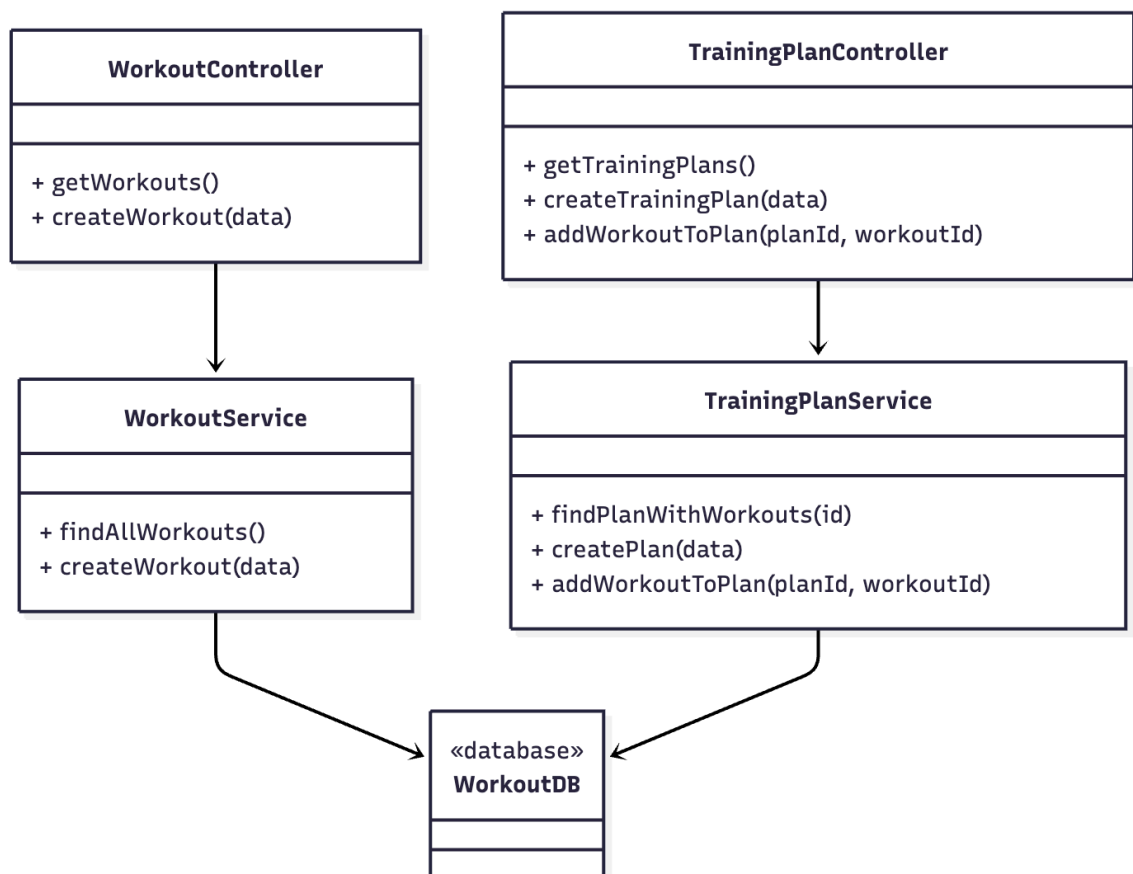 WorkoutController
+ getWorkouts()
+ createWorkout(data)
TrainingPlanController
+ getTrainingPlans()
+ createTrainingPlan(data)
+ addWorkoutToPlan(planId, workoutId)
WorkoutService
+ findAllWorkouts()
+ createWorkout(data)
TrainingPlanService
+ findPlanWithWorkouts(id)
+ createPlan(data)
+ addWorkoutToPlan(planId, workoutId)
«database»
WorkoutDB